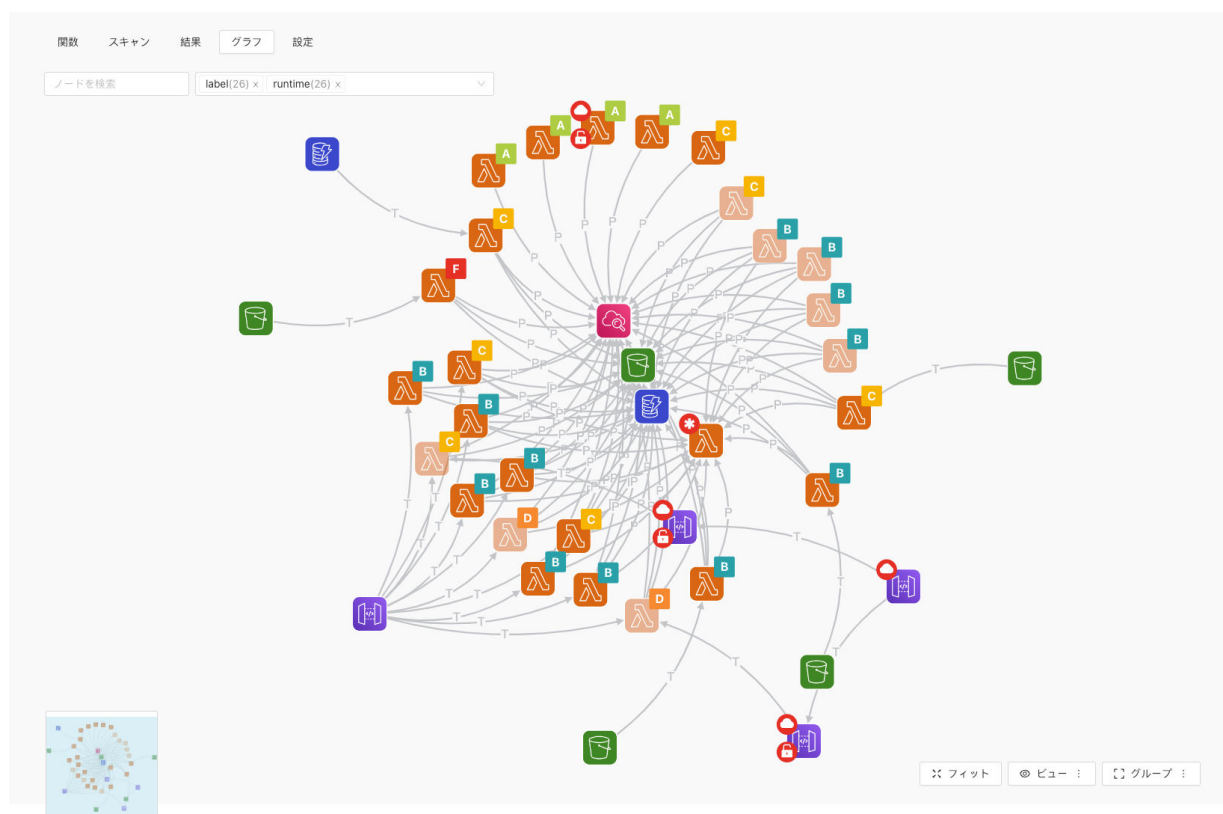 関数 スキャン 結果 グラフ 設定
ノードを検索 label(26) × runtime(26) ×
A A A
A C
C
C B
B
F
B
B
C
B C
B
C
B B
B
D C
B B B
D
T T T T T T T T T T T
P P P P P P P P P P P P
フィット ビュー グループ